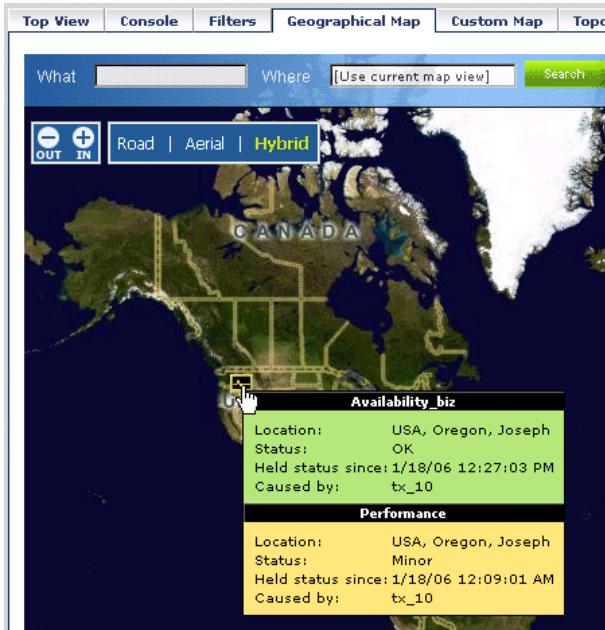 Top View Console Filters Geographical Map Custom Map Topo
What Where [Use current map view] Search
OUT IN Road | Aerial | Hybrid
CANADA
U
Availability_biz
Location: USA, Oregon, Joseph
Status: OK
Held status since: 1/18/06 12:27:03 PM
Caused by: tx_10
Performance
Location: USA, Oregon, Joseph
Status: Minor
Held status since: 1/18/06 12:09:01 AM
Caused by: tx_10